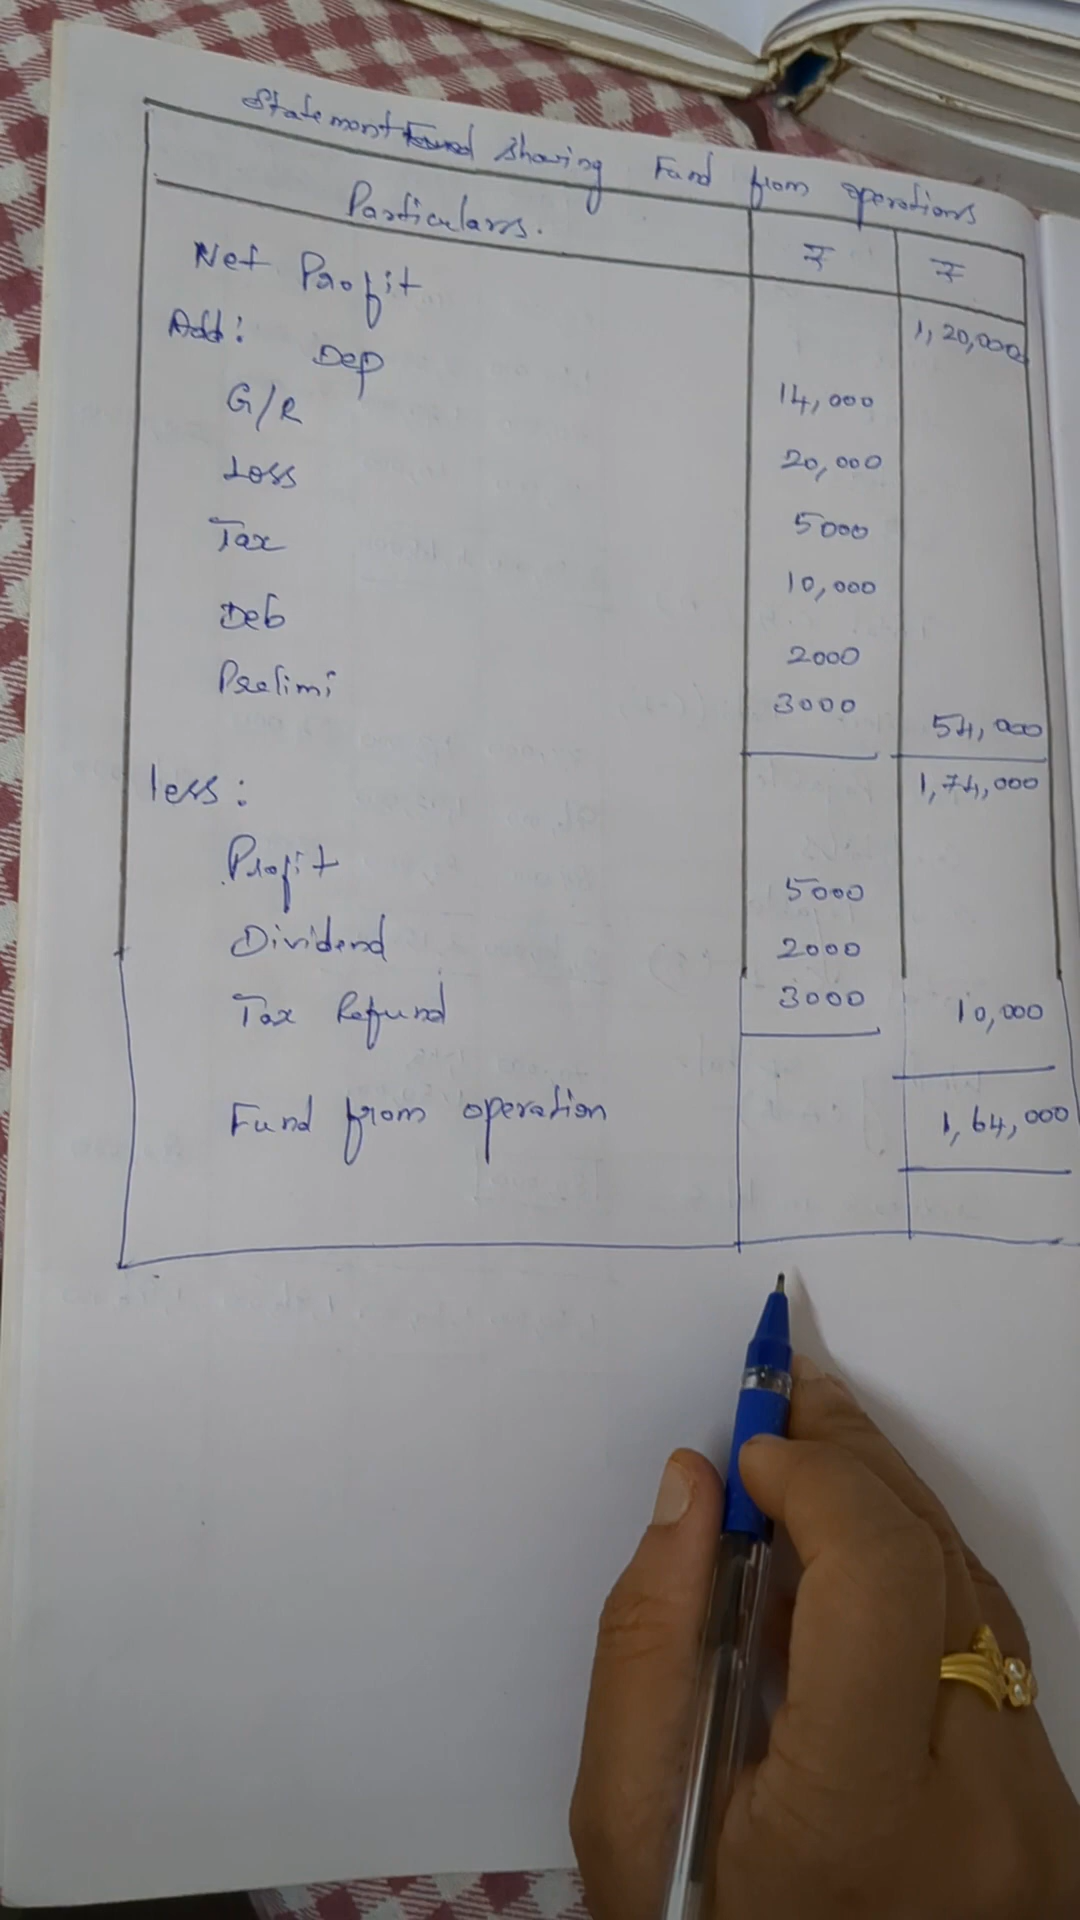 Statement showing Fund from operations
Particulars. ₹ ₹
Net Profit 1,20,000
Add:
Dep 14,000
G/R 20,000
Loss 5000
Tax 10,000
Deb 2000
Prelimi 3000 54,000
1,74,000
less:
Profit 5000
Dividend 2000
Tax Refund 3000 10,000
Fund from operation 1,64,000